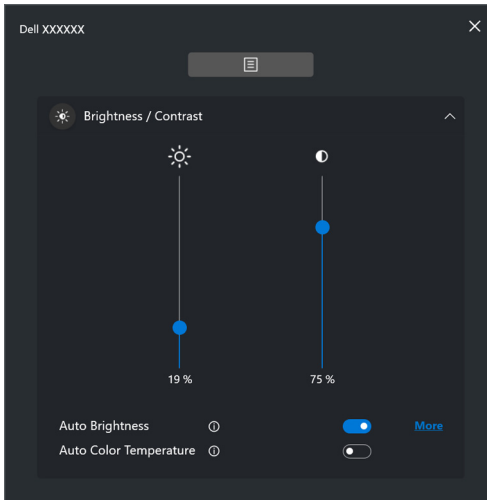 Dell XXXXXX
Brightness / Contrast
19 % 75 %
Auto Brightness More
Auto Color Temperature